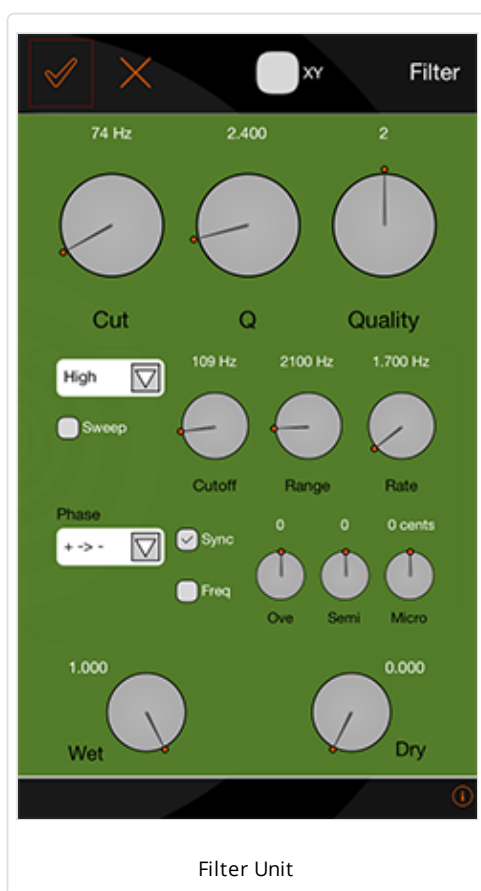 XY Filter
74 Hz 2.400 2
Cut Q Quality
High 109 Hz 2100 Hz 1.700 Hz
Sweep
Cutoff Range Rate
Phase
+ -> - Sync 0 0 0 cents
Freq
Ove Semi Micro
1.000 0.000
Wet Dry
Filter Unit